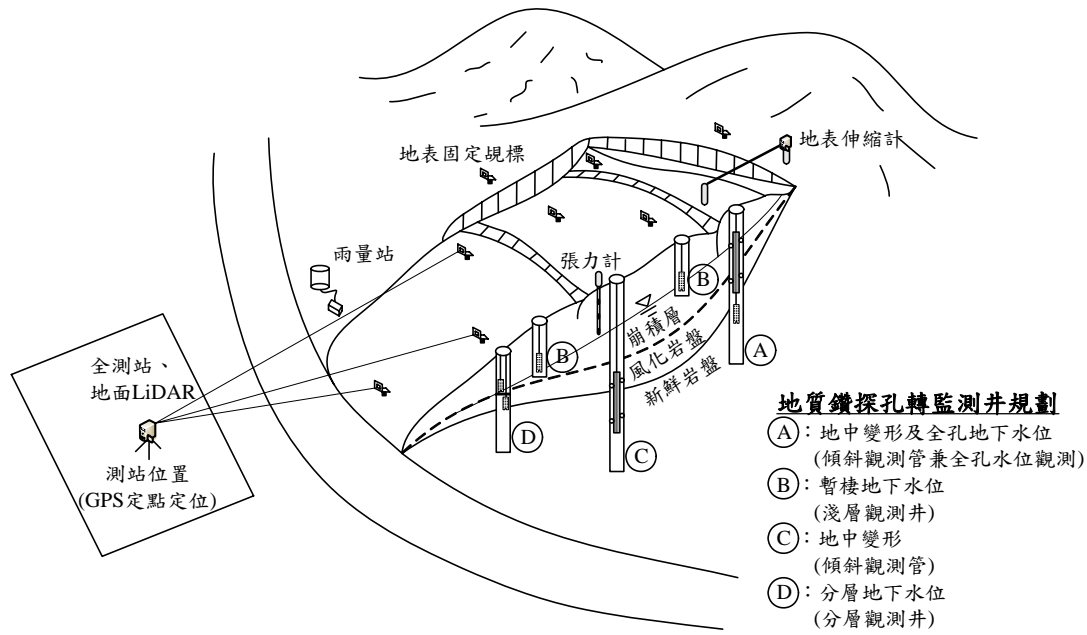 地表固定覘標
地表伸縮計
雨量站
張力計
B
崩積層
風化岩盤
新鮮岩盤
A
B
D
C
全測站、
地面LiDAR
測站位置
(GPS定點定位)
地質鑽探孔轉監測井規劃
A：地中變形及全孔地下水位
(傾斜觀測管兼全孔水位觀測)
B：暫棲地下水位
(淺層觀測井)
C：地中變形
(傾斜觀測管)
D：分層地下水位
(分層觀測井)